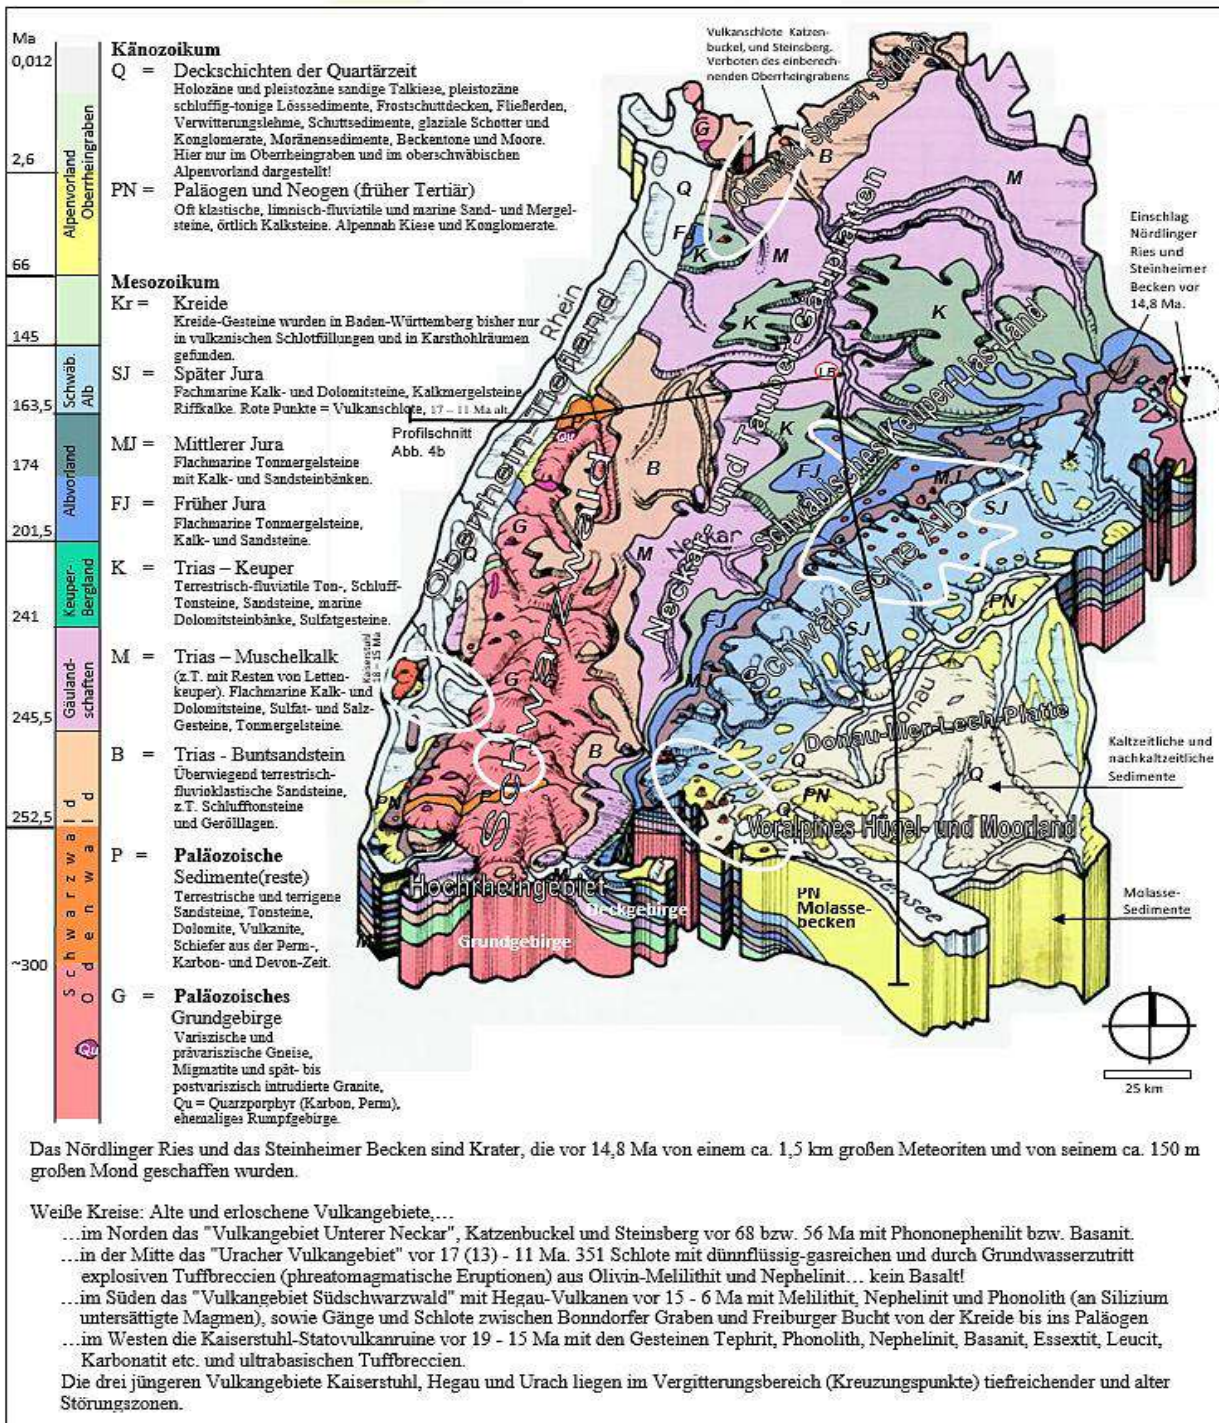 Ma
0,012
2,6
66
145
163,5
174
201,5
241
245,5
252,5
~300
Alpenvorland
Oberrheingraben
Schwäb.
Alb
Albvorland
Keuper-
Bergland
Gäuland-
schaften
Schwarzwald
Odenwald
Qu
Känozoikum
Q = Deckschichten der Quartärzeit
Holozäne und pleistozäne sandige Talkiese, pleistozäne
schluffig-tonige Lösssedimente, Frostschuttdecken, Fließerden,
Verwitterungslehme, Schuttsedimente, glaziale Schotter und
Konglomerate, Moränensedimente, Beckentone und Moore.
Hier nur im Oberrheingraben und im oberschwäbischen
Alpenvorland dargestellt!
PN = Paläogen und Neogen (früher Tertiär)
Oft klastische, limnisch-fluviatile und marine Sand- und Mergel-
steine, örtlich Kalksteine. Alpennah Kiese und Konglomerate.
Mesozoikum
Kr = Kreide
Kreide-Gesteine wurden in Baden-Württemberg bisher nur
in vulkanischen Schlotfüllungen und in Karsthohlräumen
gefunden.
SJ = Später Jura
Fachmarine Kalk- und Dolomitsteine, Kalkmergelsteine
Riffkalke. Rote Punkte = Vulkanschlote, 17 – 11 Ma alt.
MJ = Mittlerer Jura
Flachmarine Tonmergelsteine
mit Kalk- und Sandsteinbänken.
FJ = Früher Jura
Flachmarine Tonmergelsteine,
Kalk- und Sandsteine.
K = Trias – Keuper
Terrestrisch-fluviatile Ton-, Schluff-
Tonsteine, Sandsteine, marine
Dolomitsteinbänke, Sulfatgesteine.
M = Trias – Muschelkalk
(z.T. mit Resten von Letten-
keuper). Flachmarine Kalk- und
Dolomitsteine, Sulfat- und Salz-
Gesteine, Tonmergelsteine.
B = Trias - Buntsandstein
Überwiegend terrestrisch-
fluvioklastische Sandsteine,
z.T. Schlufftonsteine
und Gerölllagen.
P = Paläozoische
Sedimente(reste)
Terrestrische und terrigene
Sandsteine, Tonsteine,
Dolomite, Vulkanite,
Schiefer aus der Perm-,
Karbon- und Devon-Zeit.
G = Paläozoisches
Grundgebirge
Variszische und
prävariszische Gneise,
Migmatite und spät- bis
postvariszisch intrudierte Granite,
Qu = Quarzporphyr (Karbon, Perm),
ehemaliges Rumpfgebirge.
Vulkanschlote Katzen-
buckel, und Steinsberg.
Verboten des einberech-
nenden Oberrheingrabens
Odenwald, Spessart, Südrhön
Einschlag
Nördlinger
Ries und
Steinheimer
Becken vor
14,8 Ma.
Rhein
Oberrhein-Tiefland
Neckar und Tauber-Gäuplatten
Schwäbisches Keuper-Lias-Land
LB
Profilschnitt
Abb. 4b
Schwarzwald
Neckar
Schwäbische Alb
Kaiserstuhl
18 – 15 Ma
Donau
Donau-Iller-Lech-Platte
Kaltzeitliche und
nachkaltzeitliche
Sedimente
Voralpines Hügel- und Moorland
Bodensee
Hochrheingebiet
Deckgebirge
Grundgebirge
PN
Molasse-
becken
Molasse-
Sedimente
25 km
Das Nördlinger Ries und das Steinheimer Becken sind Krater, die vor 14,8 Ma von einem ca. 1,5 km großen Meteoriten und von seinem ca. 150 m
großen Mond geschaffen wurden.
Weiße Kreise: Alte und erloschene Vulkangebiete,…
…im Norden das "Vulkangebiet Unterer Neckar", Katzenbuckel und Steinsberg vor 68 bzw. 56 Ma mit Phononephenilit bzw. Basanit.
…in der Mitte das "Uracher Vulkangebiet" vor 17 (13) - 11 Ma. 351 Schlote mit dünnflüssig-gasreichen und durch Grundwasserzutritt
explosiven Tuffbreccien (phreatomagmatische Eruptionen) aus Olivin-Melilithit und Nephelinit… kein Basalt!
…im Süden das "Vulkangebiet Südschwarzwald" mit Hegau-Vulkanen vor 15 - 6 Ma mit Melilithit, Nephelinit und Phonolith (an Silizium
untersättigte Magmen), sowie Gänge und Schlote zwischen Bonndorfer Graben und Freiburger Bucht von der Kreide bis ins Paläogen
…im Westen die Kaiserstuhl-Statovulkanruine vor 19 - 15 Ma mit den Gesteinen Tephrit, Phonolith, Nephelinit, Basanit, Essextit, Leucit,
Karbonatit etc. und ultrabasischen Tuffbreccien.
Die drei jüngeren Vulkangebiete Kaiserstuhl, Hegau und Urach liegen im Vergitterungsbereich (Kreuzungspunkte) tiefreichender und alter
Störungszonen.